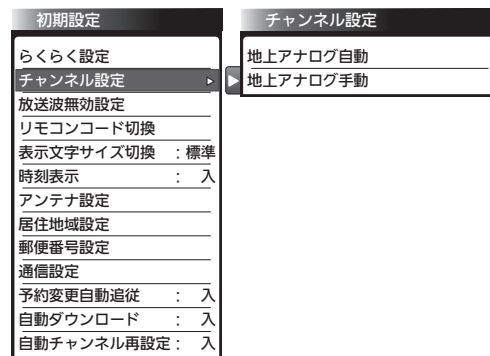 初期設定
らくらく設定
チャンネル設定
放送波無効設定
リモコンコード切換
表示文字サイズ切換 :標準
時刻表示 : 入
アンテナ設定
居住地域設定
郵便番号設定
通信設定
予約変更自動追従 : 入
自動ダウンロード : 入
自動チャンネル再設定: 入
チャンネル設定
地上アナログ自動
地上アナログ手動